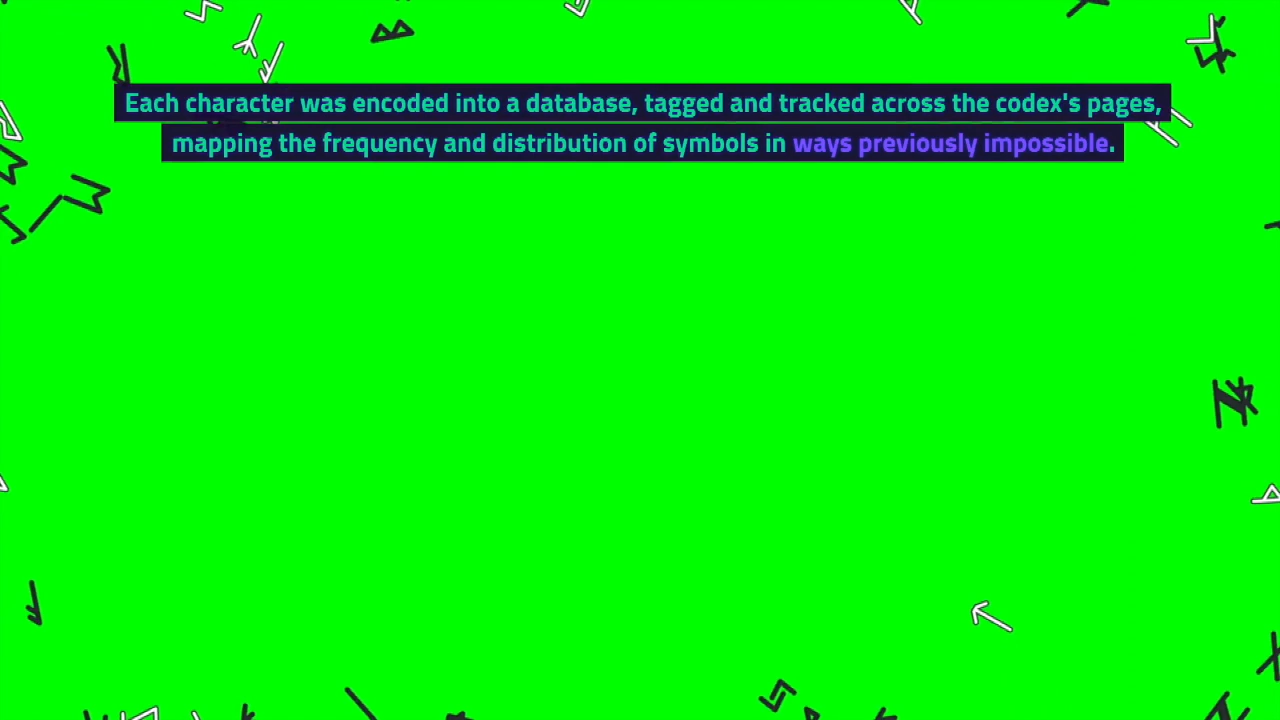 Each character was encoded into a database, tagged and tracked across the codex's pages,
mapping the frequency and distribution of symbols in ways previously impossible.